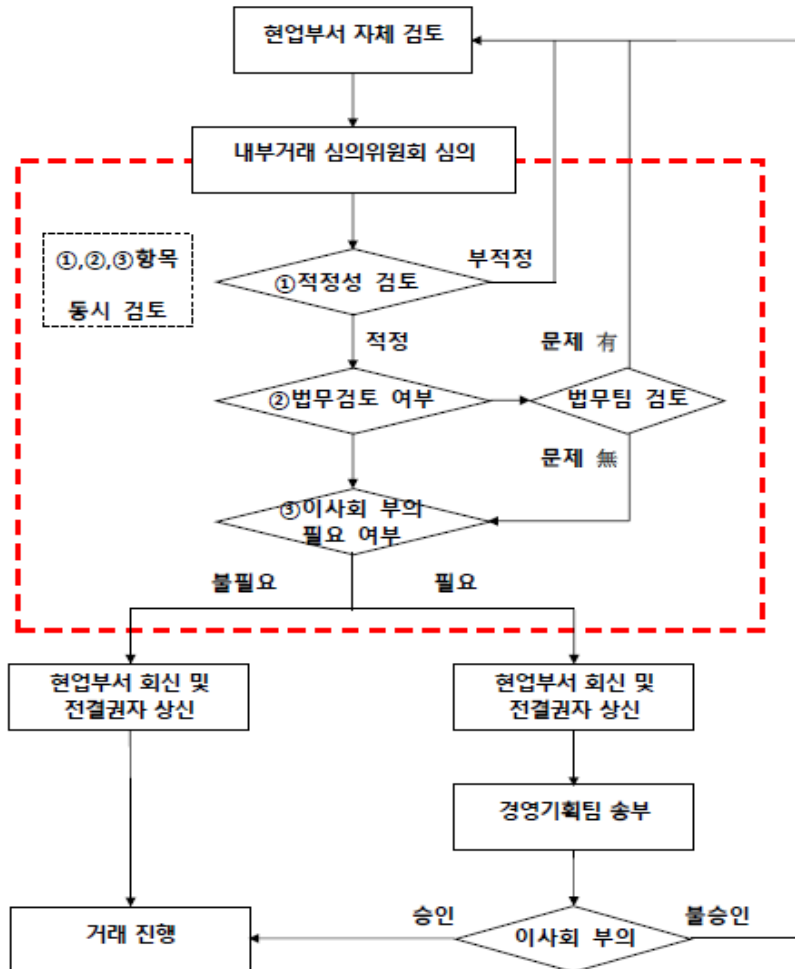 현업부서 자체 검토
내부거래 심의위원회 심의
①,②,③항목
동시 검토
①적정성 검토
부적정
적정
문제 有
②법무검토 여부
법무팀 검토
문제 無
③이사회 부의
필요 여부
불필요
필요
현업부서 회신 및
전결권자 상신
현업부서 회신 및
전결권자 상신
경영기획팀 송부
거래 진행
승인
이사회 부의
불승인